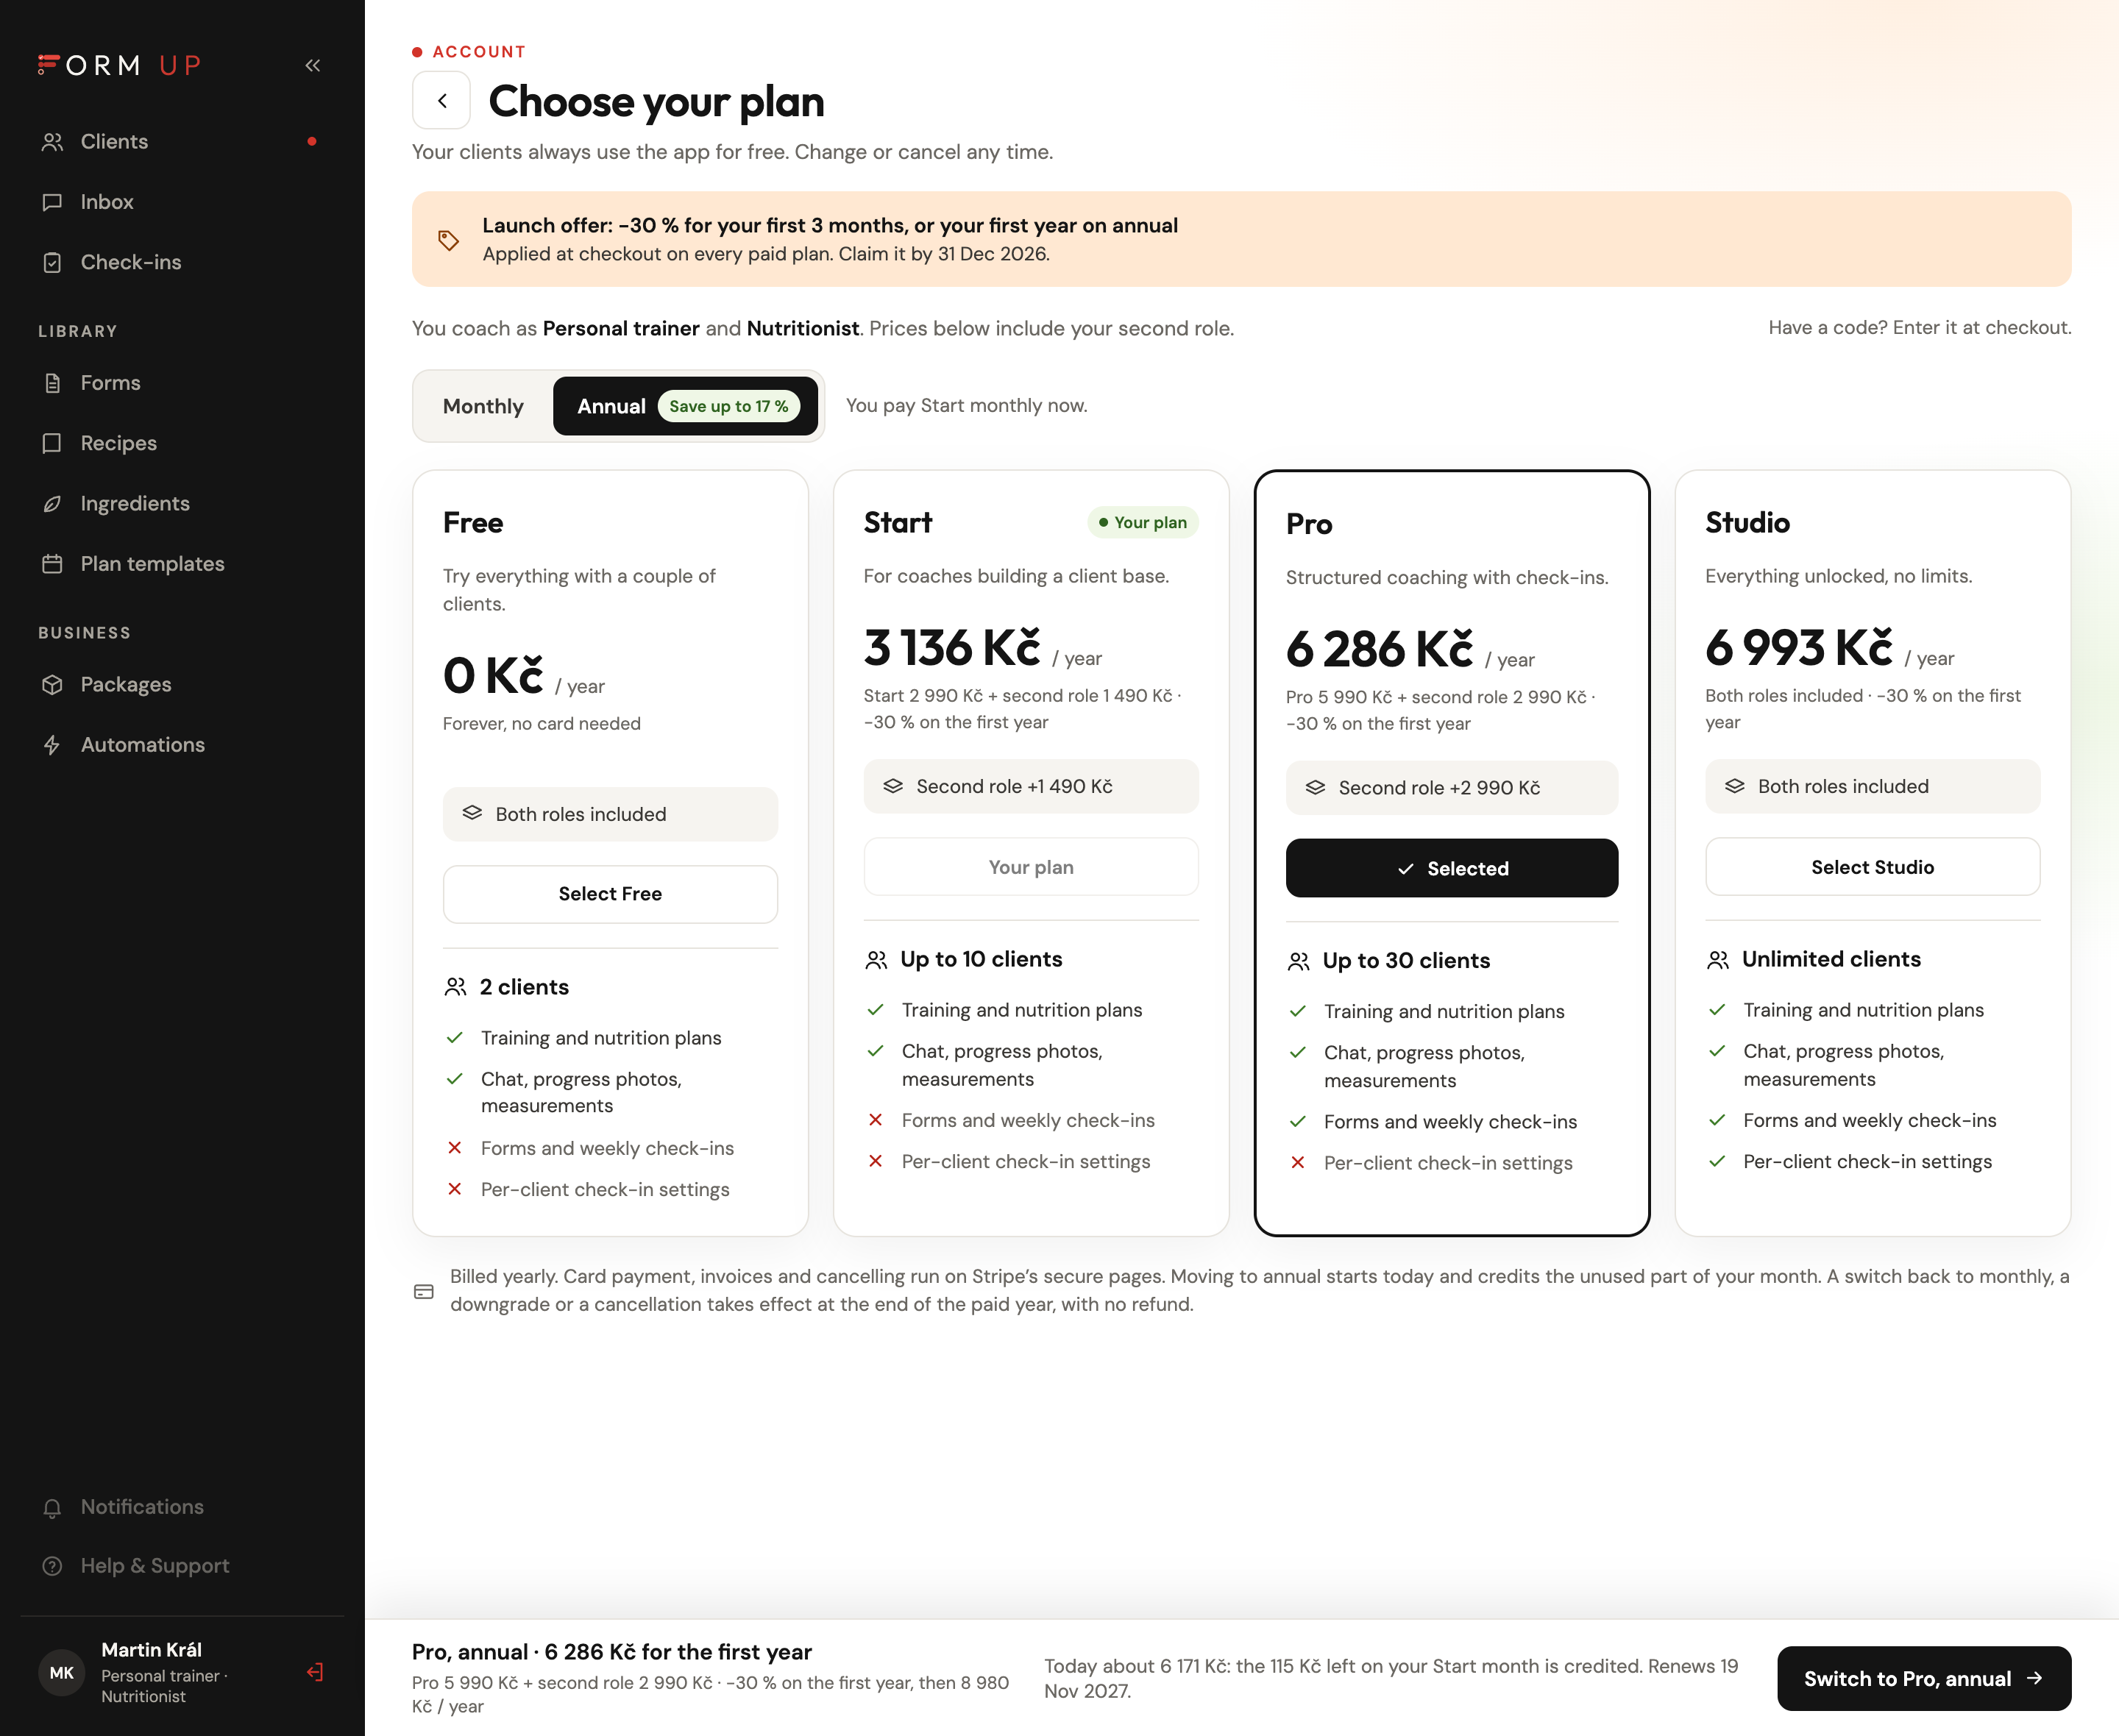 FORM UP
Clients
Inbox
Check-ins
LIBRARY
Forms
Recipes
Ingredients
Plan templates
BUSINESS
Packages
Automations
Notifications
Help & Support
MK
Martin Král
Personal trainer ·
Nutritionist
ACCOUNT
Choose your plan
Your clients always use the app for free. Change or cancel any time.
Launch offer: −30 % for your first 3 months, or your first year on annual
Applied at checkout on every paid plan. Claim it by 31 Dec 2026.
You coach as Personal trainer and Nutritionist. Prices below include your second role.
Have a code? Enter it at checkout.
Monthly
Annual
Save up to 17 %
You pay Start monthly now.
Free
Try everything with a couple of
clients.
0 Kč / year
Forever, no card needed
Both roles included
Select Free
2 clients
Training and nutrition plans
Chat, progress photos,
measurements
Forms and weekly check-ins
Per-client check-in settings
Start
Your plan
For coaches building a client base.
3 136 Kč / year
Start 2 990 Kč + second role 1 490 Kč ·
−30 % on the first year
Second role +1 490 Kč
Your plan
Up to 10 clients
Training and nutrition plans
Chat, progress photos,
measurements
Forms and weekly check-ins
Per-client check-in settings
Pro
Structured coaching with check-ins.
6 286 Kč / year
Pro 5 990 Kč + second role 2 990 Kč ·
−30 % on the first year
Second role +2 990 Kč
Selected
Up to 30 clients
Training and nutrition plans
Chat, progress photos,
measurements
Forms and weekly check-ins
Per-client check-in settings
Studio
Everything unlocked, no limits.
6 993 Kč / year
Both roles included · −30 % on the first
year
Both roles included
Select Studio
Unlimited clients
Training and nutrition plans
Chat, progress photos,
measurements
Forms and weekly check-ins
Per-client check-in settings
Billed yearly. Card payment, invoices and cancelling run on Stripe’s secure pages. Moving to annual starts today and credits the unused part of your month. A switch back to monthly, a
downgrade or a cancellation takes effect at the end of the paid year, with no refund.
Pro, annual · 6 286 Kč for the first year
Pro 5 990 Kč + second role 2 990 Kč · −30 % on the first year, then 8 980
Kč / year
Today about 6 171 Kč: the 115 Kč left on your Start month is credited. Renews 19
Nov 2027.
Switch to Pro, annual